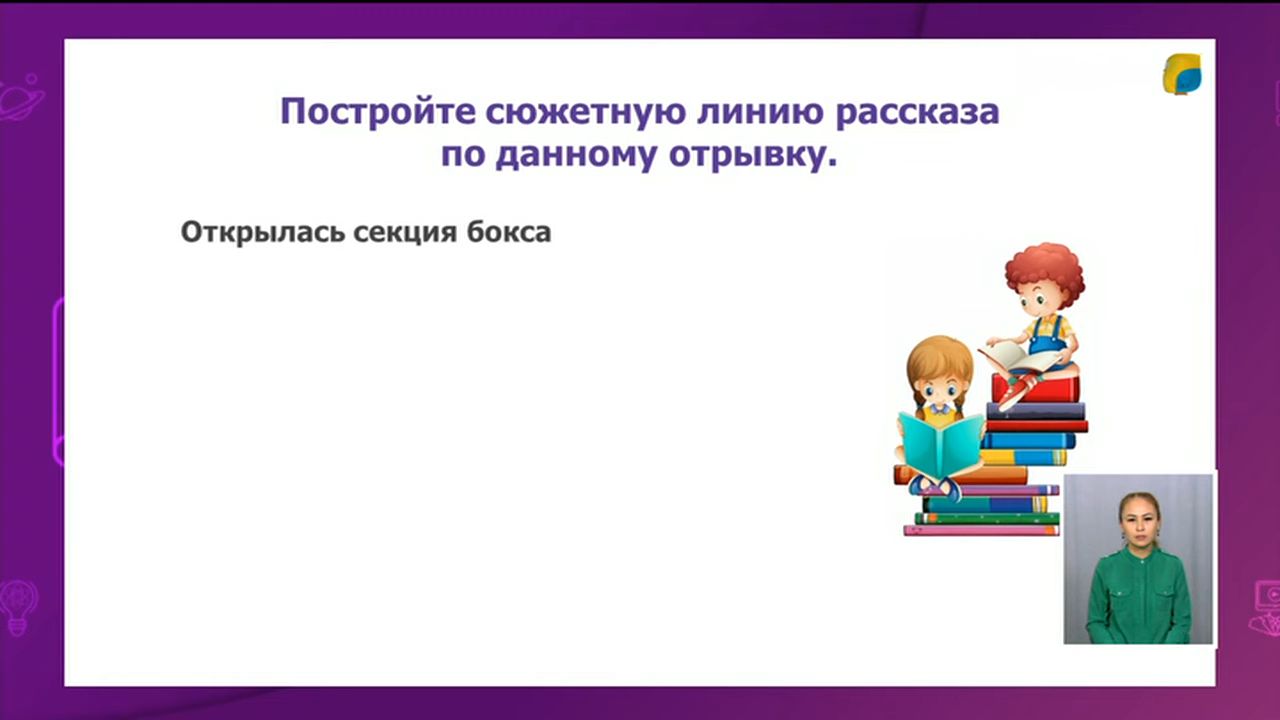 Постройте сюжетную линию рассказа
по данному отрывку.
Открылась секция бокса